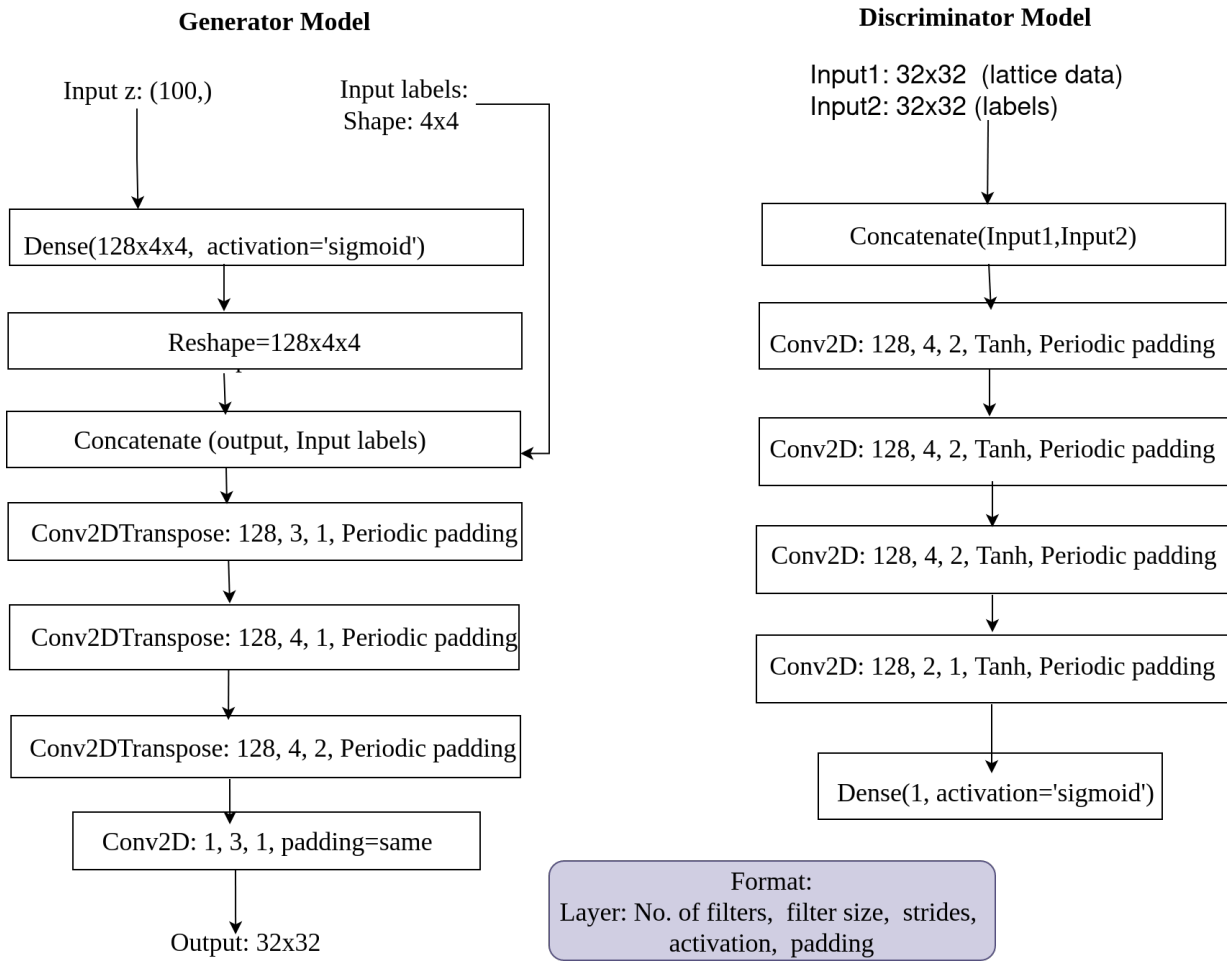 Generator Model
Input z: (100,)
Input labels:
Shape: 4x4
Dense(128x4x4, activation='sigmoid')
Reshape=128x4x4
Concatenate (output, Input labels)
Conv2DTranspose: 128, 3, 1, Periodic padding
Conv2DTranspose: 128, 4, 1, Periodic padding
Conv2DTranspose: 128, 4, 2, Periodic padding
Conv2D: 1, 3, 1, padding=same
Output: 32x32
Discriminator Model
Input1: 32x32 (lattice data)
Input2: 32x32 (labels)
Concatenate(Input1,Input2)
Conv2D: 128, 4, 2, Tanh, Periodic padding
Conv2D: 128, 4, 2, Tanh, Periodic padding
Conv2D: 128, 4, 2, Tanh, Periodic padding
Conv2D: 128, 2, 1, Tanh, Periodic padding
Dense(1, activation='sigmoid')
Format:
Layer: No. of filters, filter size, strides,
activation, padding